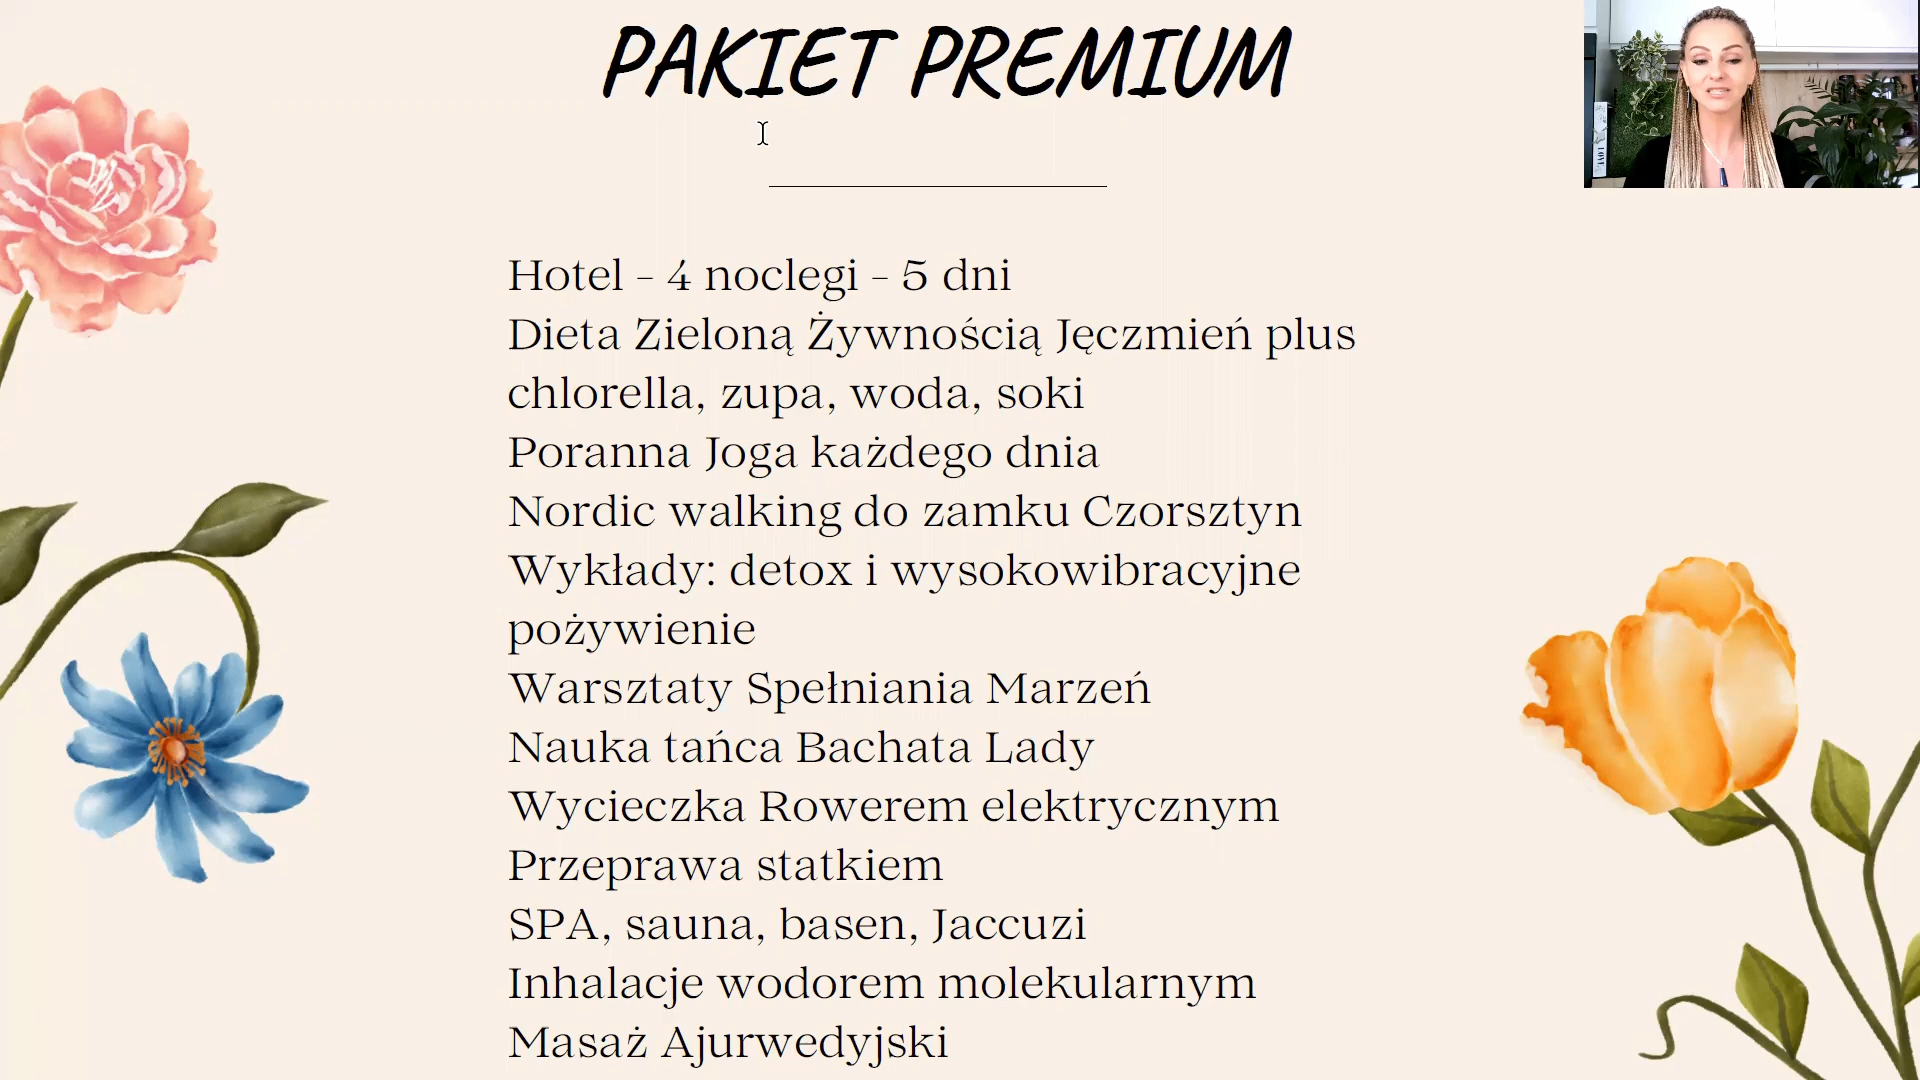 PAKIET PREMIUM
Hotel - 4 noclegi - 5 dni
Dieta Zieloną Żywnością Jęczmień plus
chlorella, zupa, woda, soki
Poranna Joga każdego dnia
Nordic walking do zamku Czorsztyn
Wykłady: detox i wysokowibracyjne
pożywienie
Warsztaty Spełniania Marzeń
Nauka tańca Bachata Lady
Wycieczka Rowerem elektrycznym
Przeprawa statkiem
SPA, sauna, basen, Jaccuzi
Inhalacje wodorem molekularnym
Masaż Ajurwedyjski
LOVE